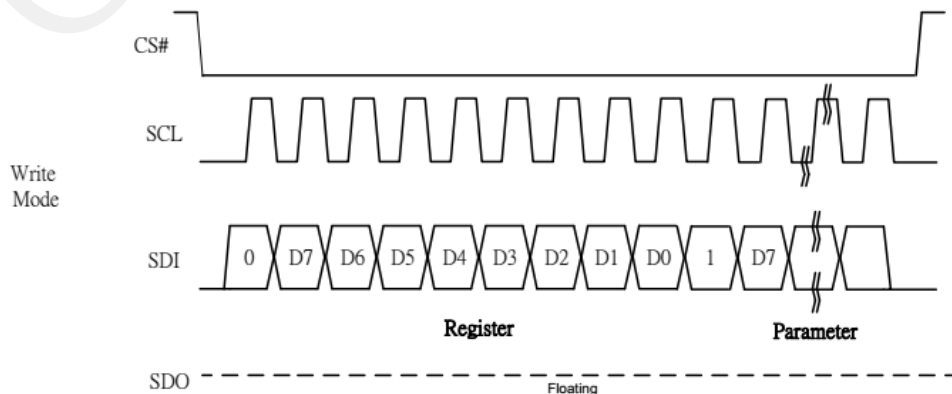 CS#
SCL
Write
Mode
SDI 0 D7 D6 D5 D4 D3 D2 D1 D0 1 D7
Register Parameter
SDO
Floating